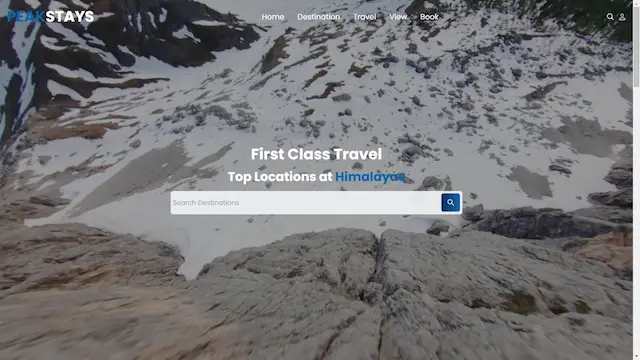 PEAKSTAYS
Home Destination Travel View Book
First Class Travel
Top Locations at Himalayas
Search Destinations